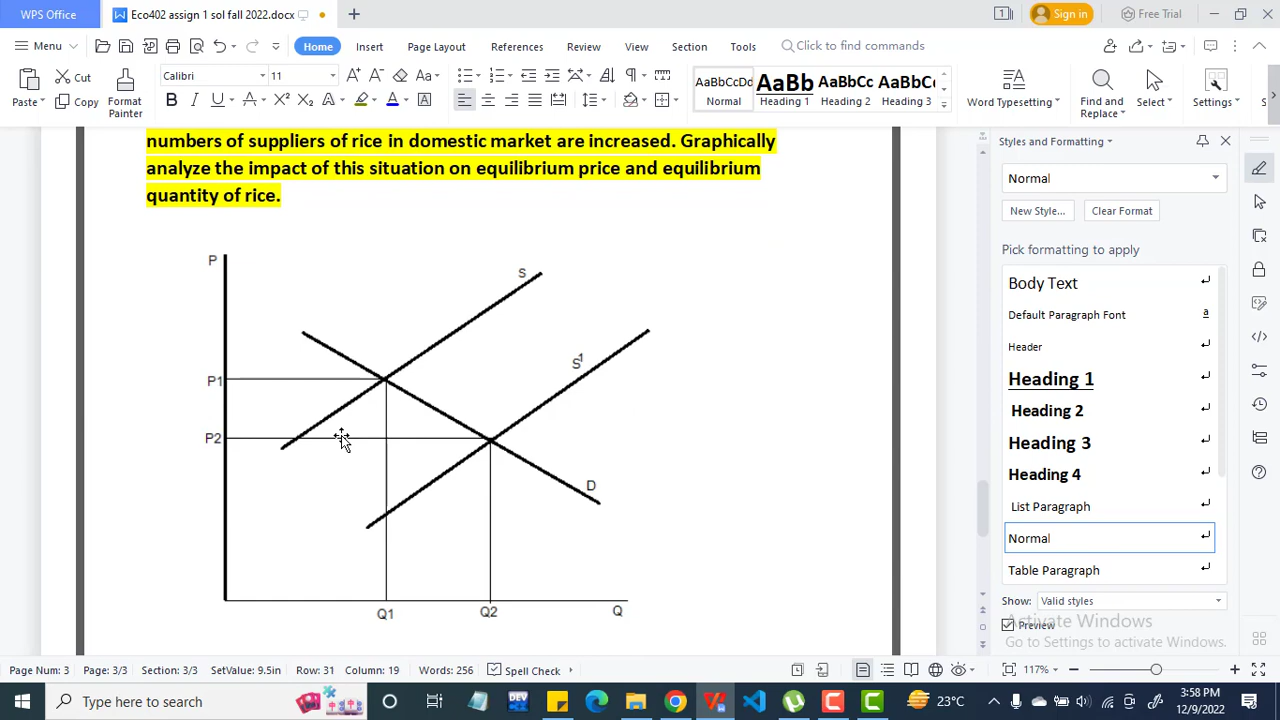 WPS Office
Eco402 assign 1 sol fall 2022.docx
Sign in
Free Trial
Menu
Home
Insert
Page Layout
References
Review
View
Section
Tools
Click to find commands
Paste
Cut
Copy
Format
Painter
Calibri
11
AaBbCcDd
Normal
AaBb
Heading 1
AaBbCc
Heading 2
AaBbC
Heading 3
Word Typesetting
Find and
Replace
Select
Settings
numbers of suppliers of rice in domestic market are increased. Graphically
analyze the impact of this situation on equilibrium price and equilibrium
quantity of rice.
P
S
S1
P1
P2
D
Q1
Q2
Q
Styles and Formatting
Normal
New Style...
Clear Format
Pick formatting to apply
Body Text
Default Paragraph Font
Header
Heading 1
Heading 2
Heading 3
Heading 4
List Paragraph
Normal
Table Paragraph
Show: Valid styles
Preview
Activate Windows
Go to Settings to activate Windows.
Page Num: 3
Page: 3/3
Section: 3/3
SetValue: 9.5in
Row: 31
Column: 19
Words: 256
Spell Check
117%
Type here to search
DEV
23°C
3:58 PM
12/9/2022